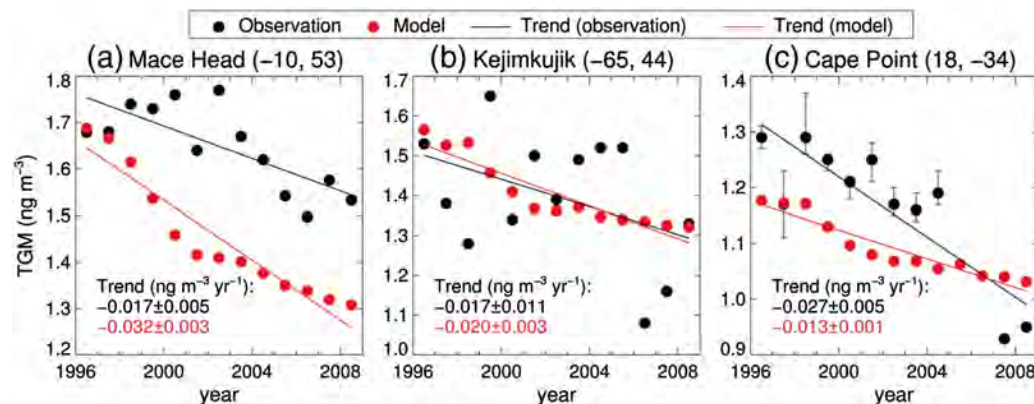 Observation Model Trend (observation) Trend (model)
(a) Mace Head (−10, 53)
TGM (ng m⁻³)
1.8
1.7
1.6
1.5
1.4
1.3
1.2
Trend (ng m⁻³ yr⁻¹):
−0.017±0.005
−0.032±0.003
1996 2000 2004 2008
year
(b) Kejimkujik (−65, 44)
1.7
1.6
1.5
1.4
1.3
1.2
1.1
1.0
Trend (ng m⁻³ yr⁻¹):
−0.017±0.011
−0.020±0.003
1996 2000 2004 2008
year
(c) Cape Point (18, −34)
1.4
1.3
1.2
1.1
1.0
0.9
Trend (ng m⁻³ yr⁻¹):
−0.027±0.005
−0.013±0.001
1996 2000 2004 2008
year